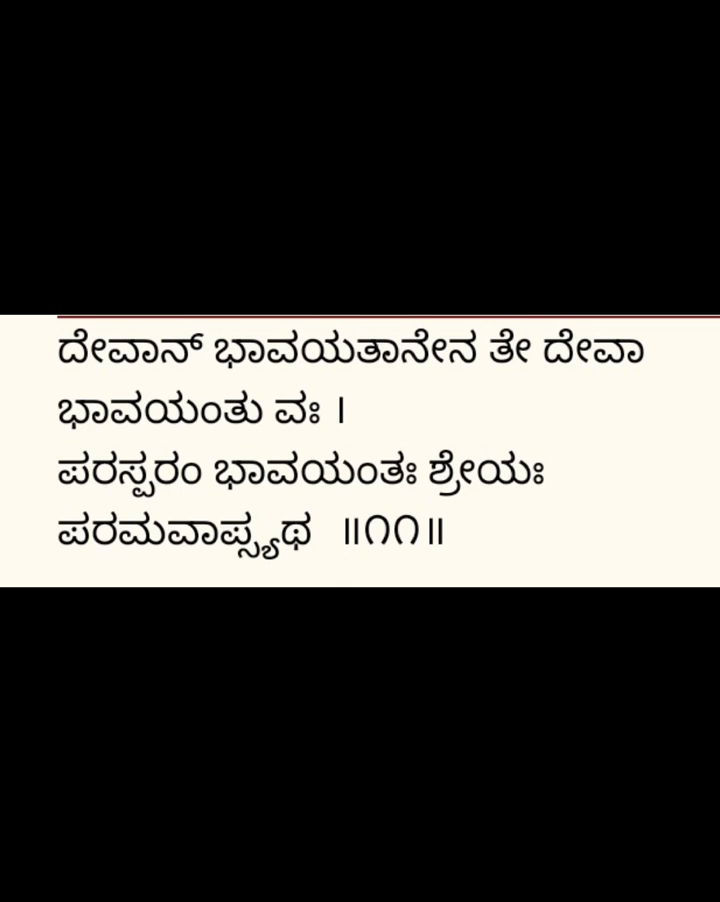 ದೇವಾನ್ ಭಾವಯತಾನೇನ ತೇ ದೇವಾ
ಭಾವಯಂತು ವಃ ।
ಪರಸ್ಪರಂ ಭಾವಯಂತಃ ಶ್ರೇಯಃ
ಪರಮವಾಪ್ಸ್ಯಥ ॥೧೧॥